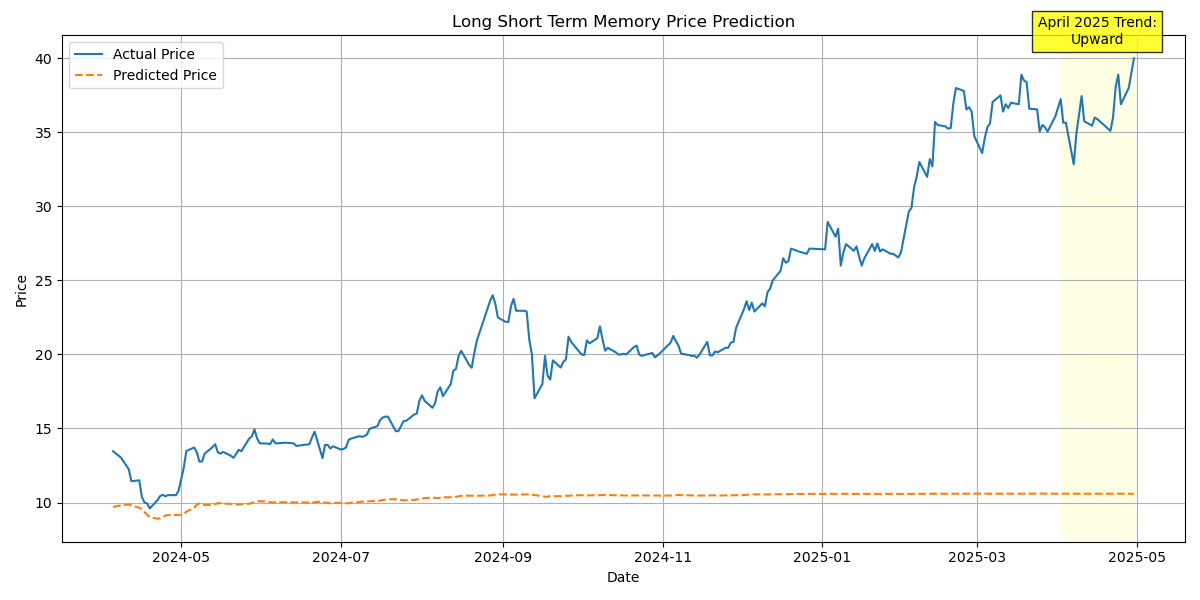 April 2025 Trend:
Upward
Long Short Term Memory Price Prediction
Actual Price
Predicted Price
Price
40
35
30
25
20
15
10
2024-05
2024-07
2024-09
2024-11
2025-01
2025-03
2025-05
Date